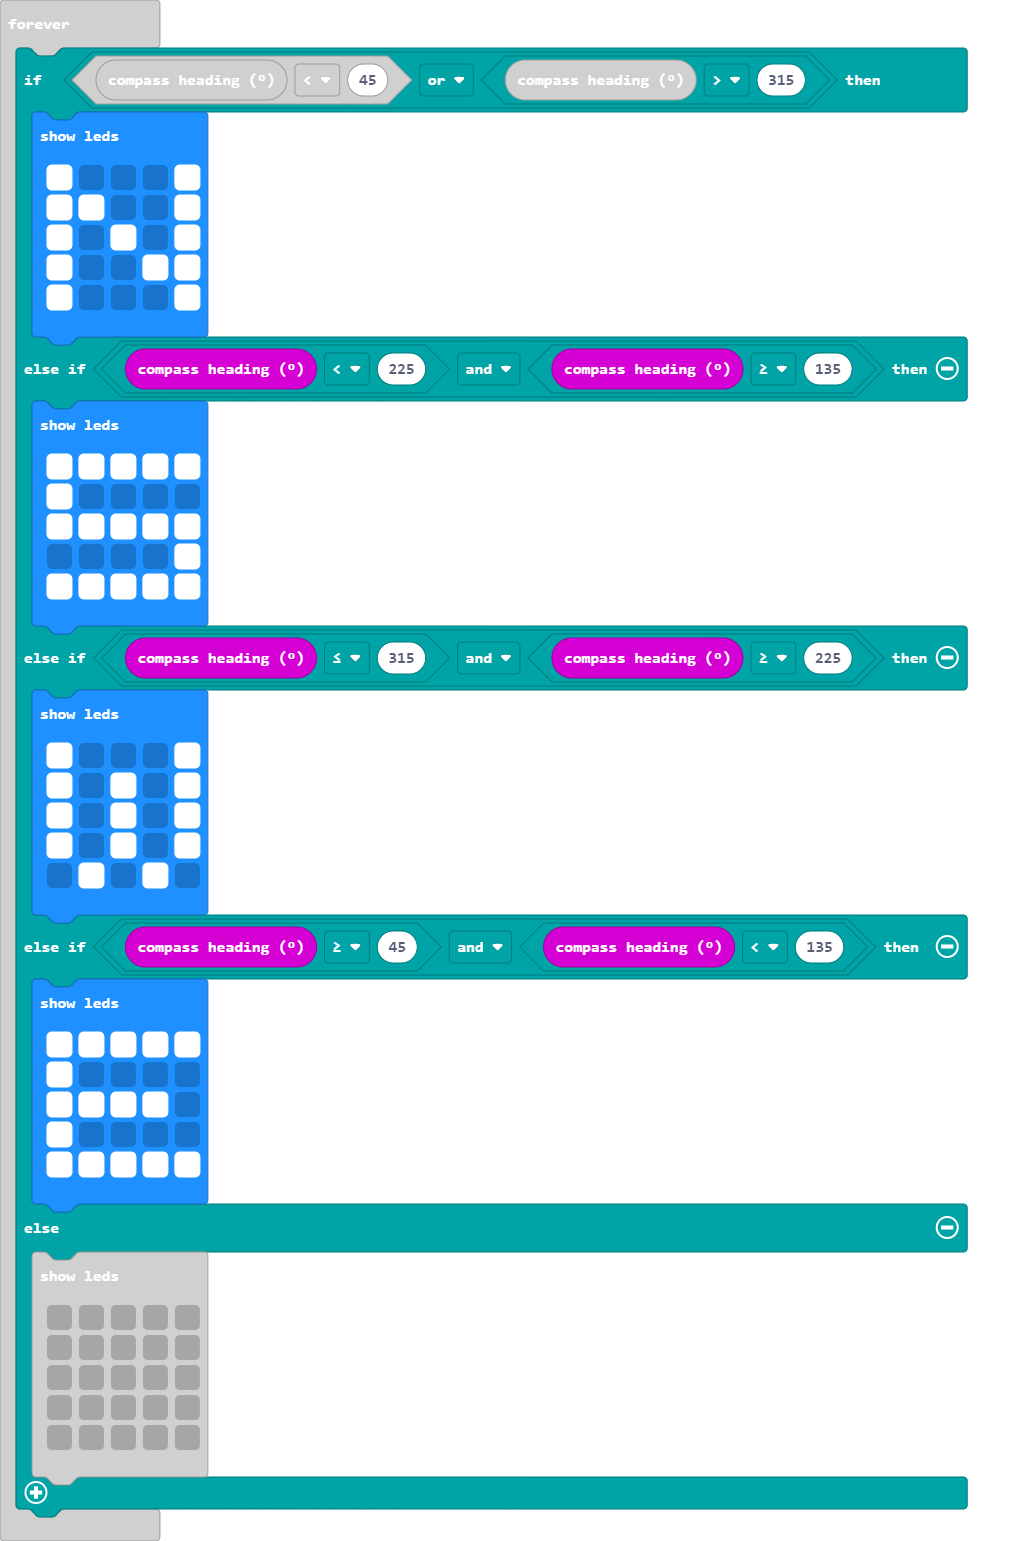 forever
if compass heading (°) < 45 or compass heading (°) > 315 then
show leds
else if compass heading (°) < 225 and compass heading (°) ≥ 135 then
show leds
else if compass heading (°) ≤ 315 and compass heading (°) ≥ 225 then
show leds
else if compass heading (°) ≥ 45 and compass heading (°) < 135 then
show leds
else
show leds